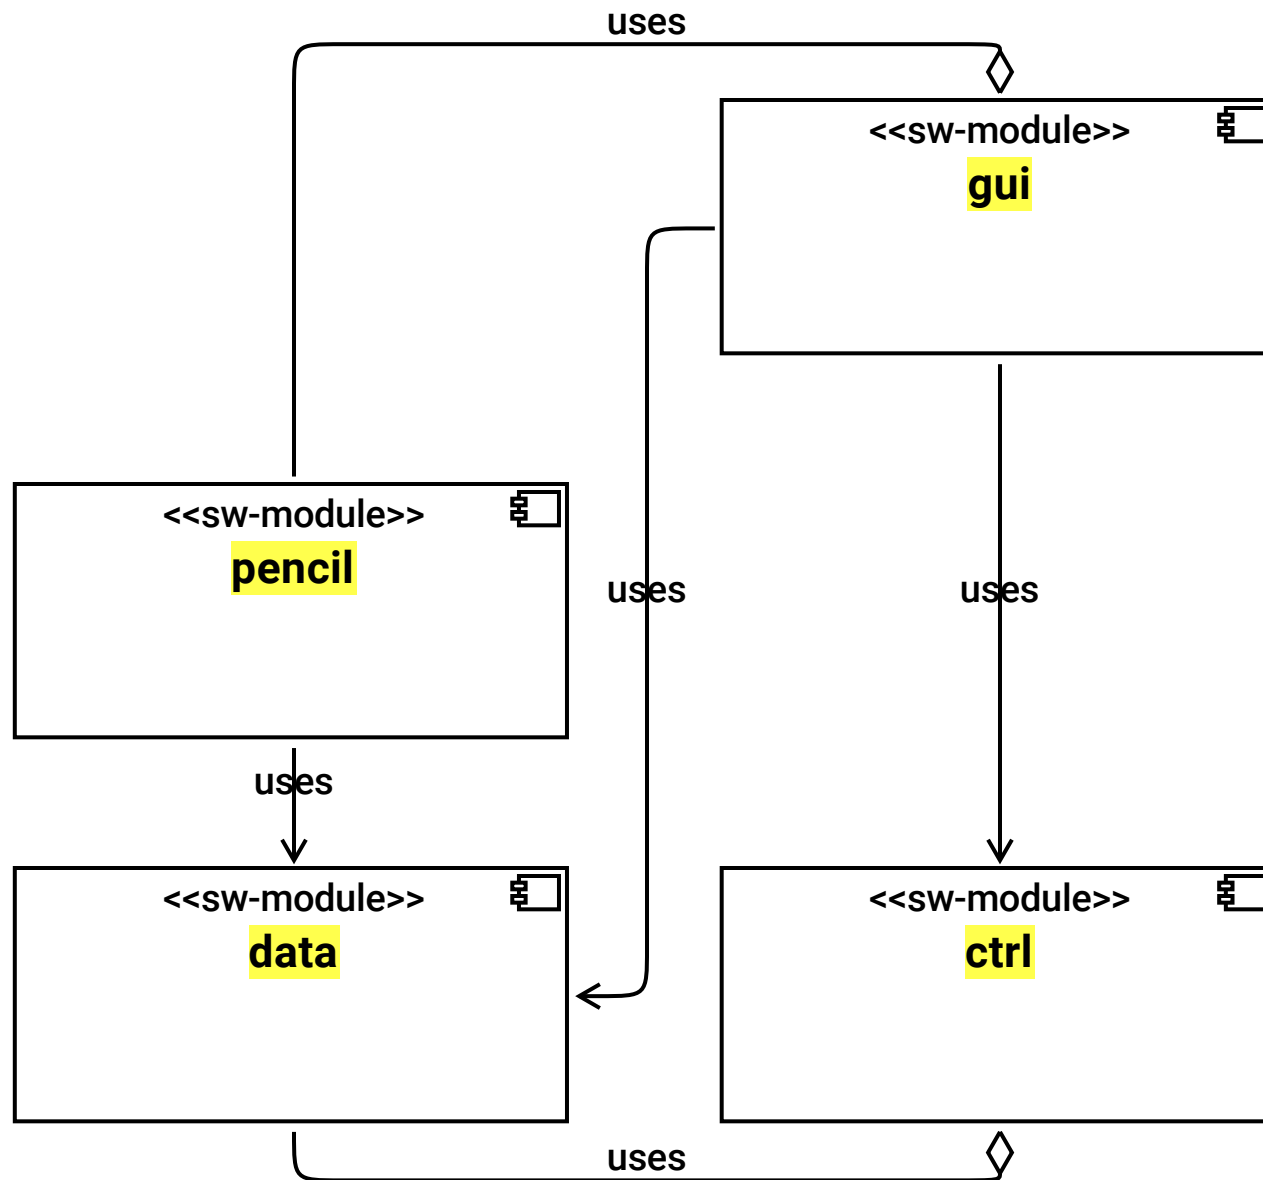 uses
<<sw-module>>
gui
<<sw-module>>
pencil
uses
uses
uses
<<sw-module>>
data
<<sw-module>>
ctrl
uses